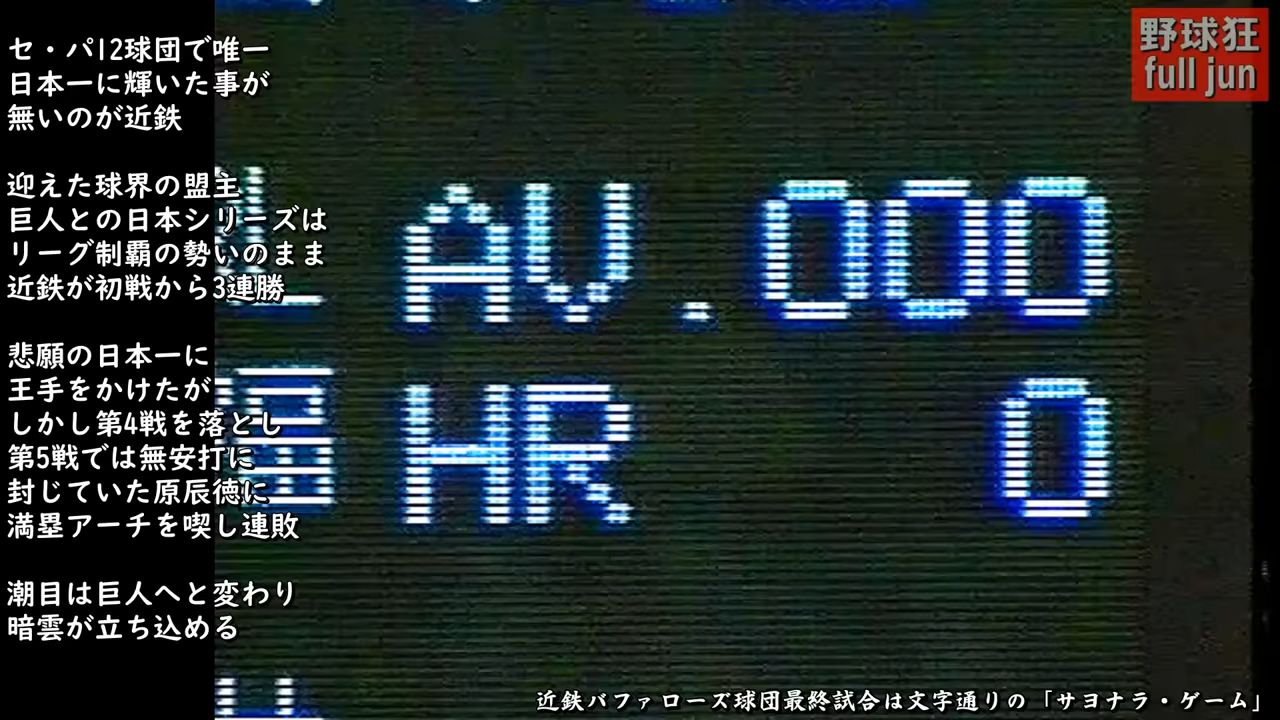 セ・パ12球団で唯一
日本一に輝いた事が
無いのが近鉄
迎えた球界の盟主
巨人との日本シリーズは
リーグ制覇の勢いのまま
近鉄が初戦から3連勝
悲願の日本一に
王手をかけたが
しかし第4戦を落とし
第5戦では無安打に
封じていた原辰徳に
満塁アーチを喫し連敗
潮目は巨人へと変わり
暗雲が立ち込める
野球狂
full jun
AV.000
HR 0
近鉄バファローズ球団最終試合は文字通りの「サヨナラ・ゲーム」